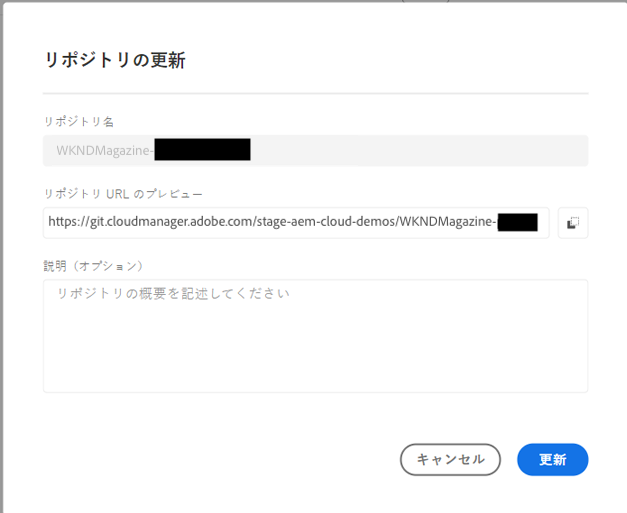 リポジトリの更新
リポジトリ名
WKNDMagazine-
リポジトリ URL のプレビュー
https://git.cloudmanager.adobe.com/stage-aem-cloud-demos/WKNDMagazine-
説明（オプション）
リポジトリの概要を記述してください
キャンセル
更新